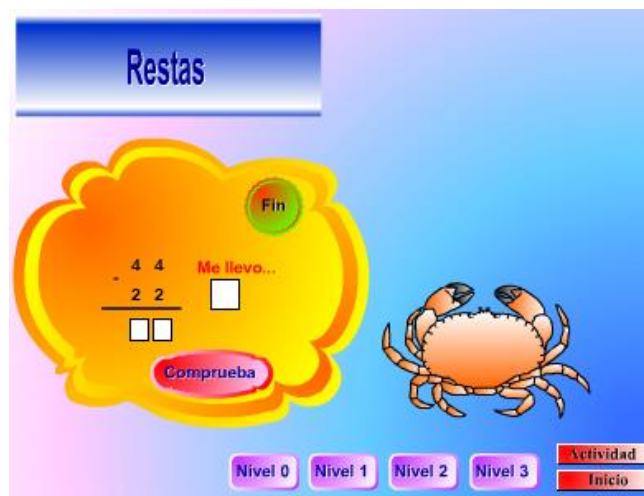 Restas
Fin
4 4
Me llevo...
-
2 2
Comprueba
Nivel 0
Nivel 1
Nivel 2
Nivel 3
Actividad
Inicio